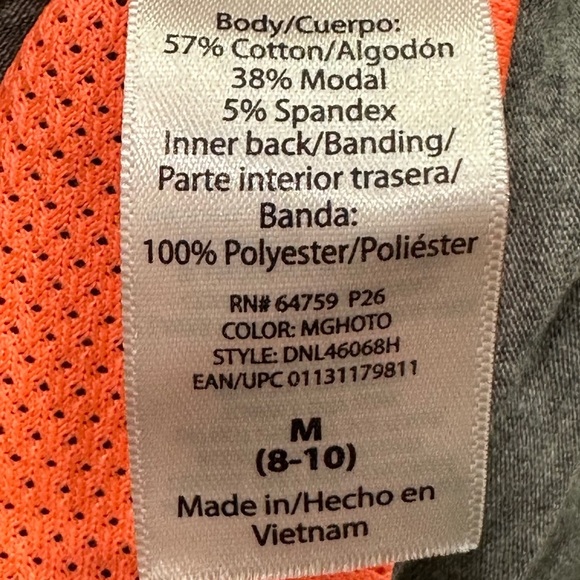 Body/Cuerpo:
57% Cotton/Algodón
38% Modal
5% Spandex
Inner back/Banding/
Parte interior trasera/
Banda:
100% Polyester/Poliéster
RN# 64759 P26
COLOR: MGHOTO
STYLE: DNL46068H
EAN/UPC 01131179811
M
(8-10)
Made in/Hecho en
Vietnam